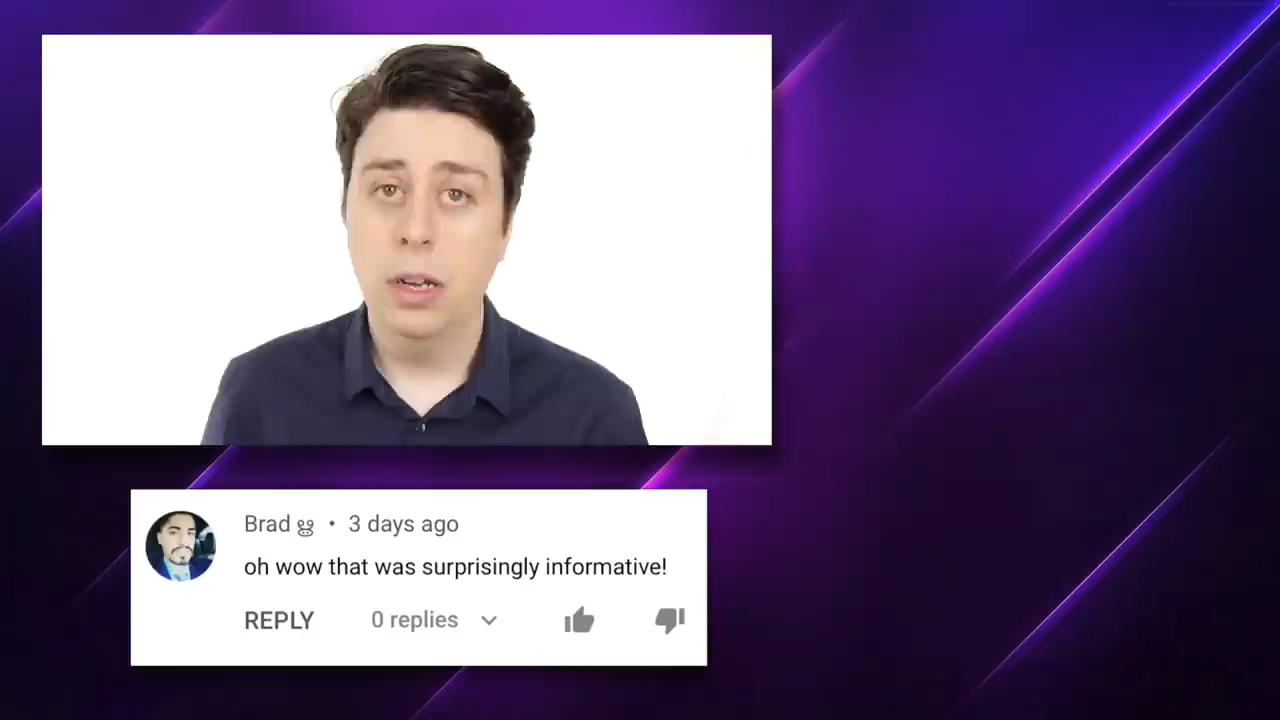 Brad ஐ • 3 days ago
oh wow that was surprisingly informative!
REPLY 0 replies